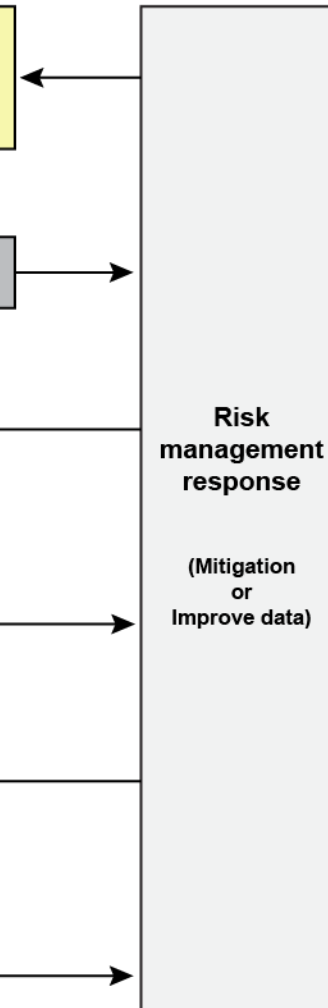 Risk
management
response
(Mitigation
or
Improve data)